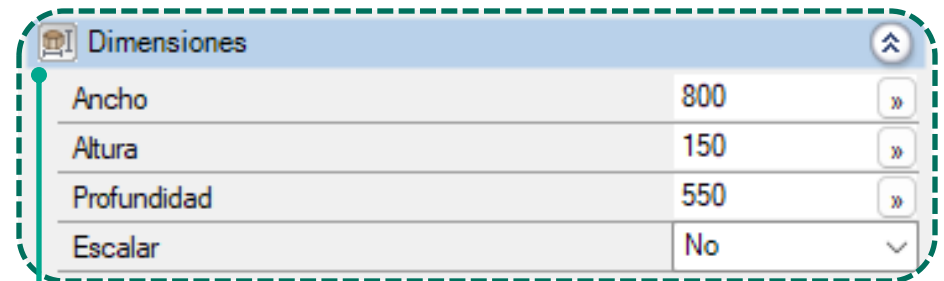 Dimensiones
Ancho 800 »
Altura 150 »
Profundidad 550 »
Escalar No